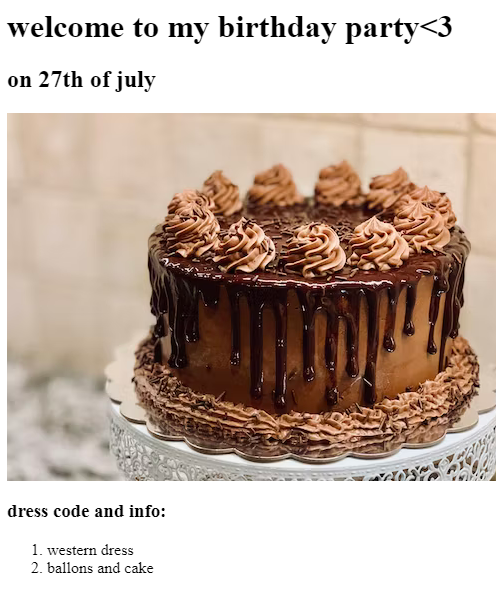 welcome to my birthday party<3
on 27th of july
dress code and info:
1. western dress
2. ballons and cake